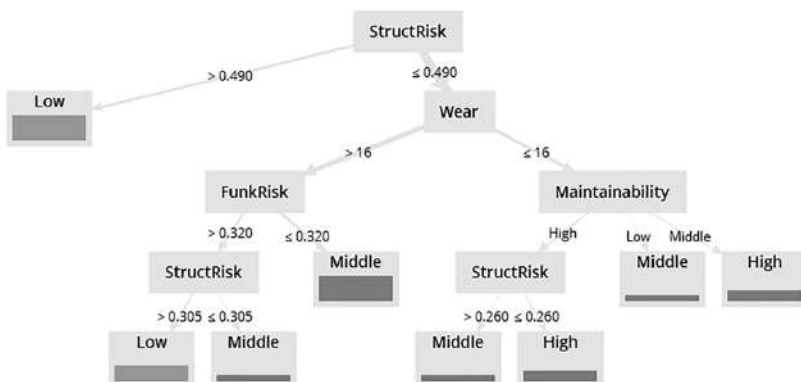 StructRisk
> 0.490 ≤ 0.490
Low
Wear
> 16 ≤ 16
FunkRisk Maintainability
> 0.320 ≤ 0.320 High Low Middle
StructRisk Middle StructRisk Middle High
> 0.305 ≤ 0.305 > 0.260 ≤ 0.260
Low Middle Middle High